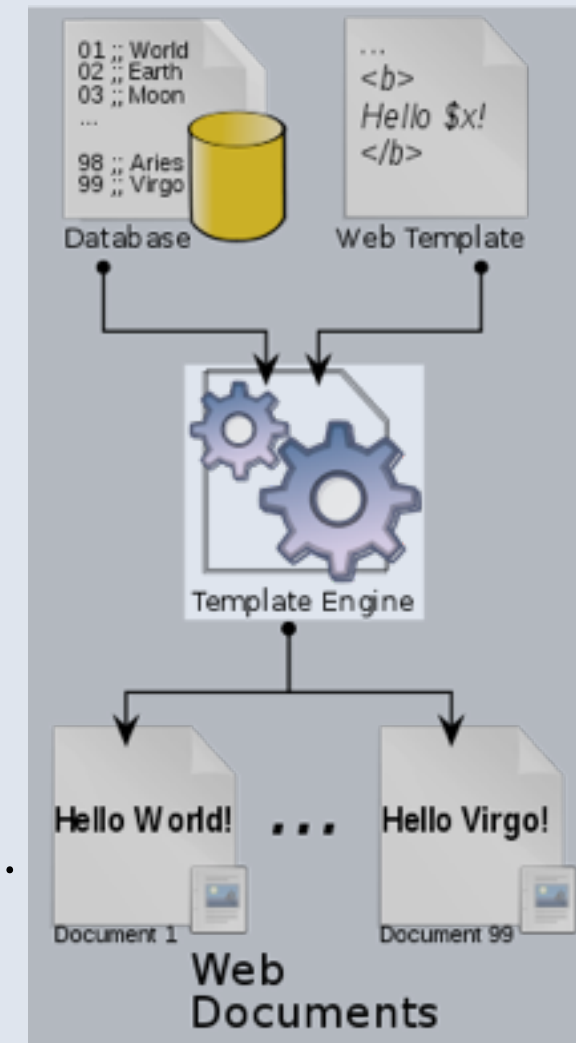 01 ;; World
02 ;; Earth
03 ;; Moon
...
98 ;; Aries
99 ;; Virgo
Database
...
<b>
Hello $x!
</b>
Web Template
Template Engine
Hello World!
...
Hello Virgo!
Document 1
Document 99
Web
Documents